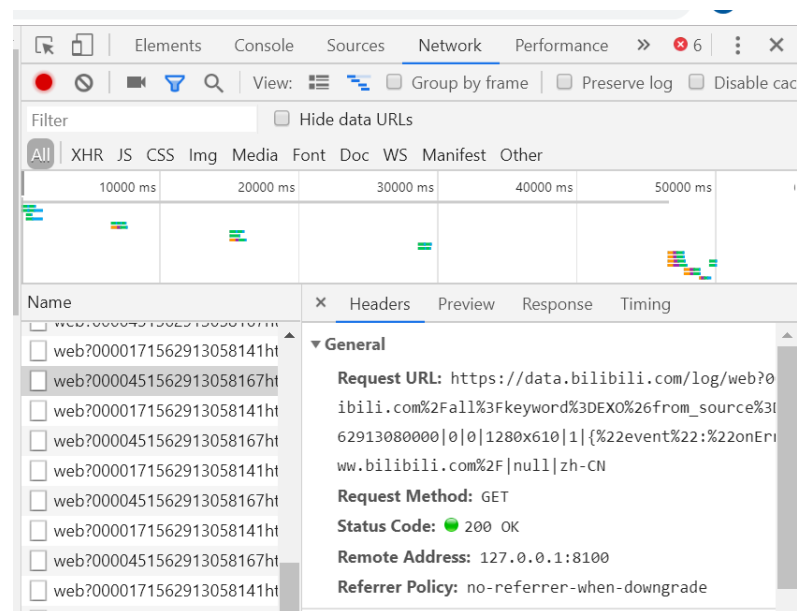 Elements Console Sources Network Performance » 6
View: Group by frame Preserve log Disable cac
Filter Hide data URLs
All XHR JS CSS Img Media Font Doc WS Manifest Other
10000 ms 20000 ms 30000 ms 40000 ms 50000 ms
Name × Headers Preview Response Timing
web?0000171562913058141ht
web?0000451562913058167ht
web?0000171562913058141ht
web?0000451562913058167ht
web?0000171562913058141ht
web?0000451562913058167ht
web?0000171562913058141ht
web?0000451562913058167ht
web?0000171562913058141ht
▼General
Request URL: https://data.bilibili.com/log/web?0
ibili.com%2Fall%3Fkeyword%3DEXO%26from_source%3
62913080000|0|0|1280x610|1|{%22event%22:%22onEr
ww.bilibili.com%2F|null|zh-CN
Request Method: GET
Status Code: 200 OK
Remote Address: 127.0.0.1:8100
Referrer Policy: no-referrer-when-downgrade